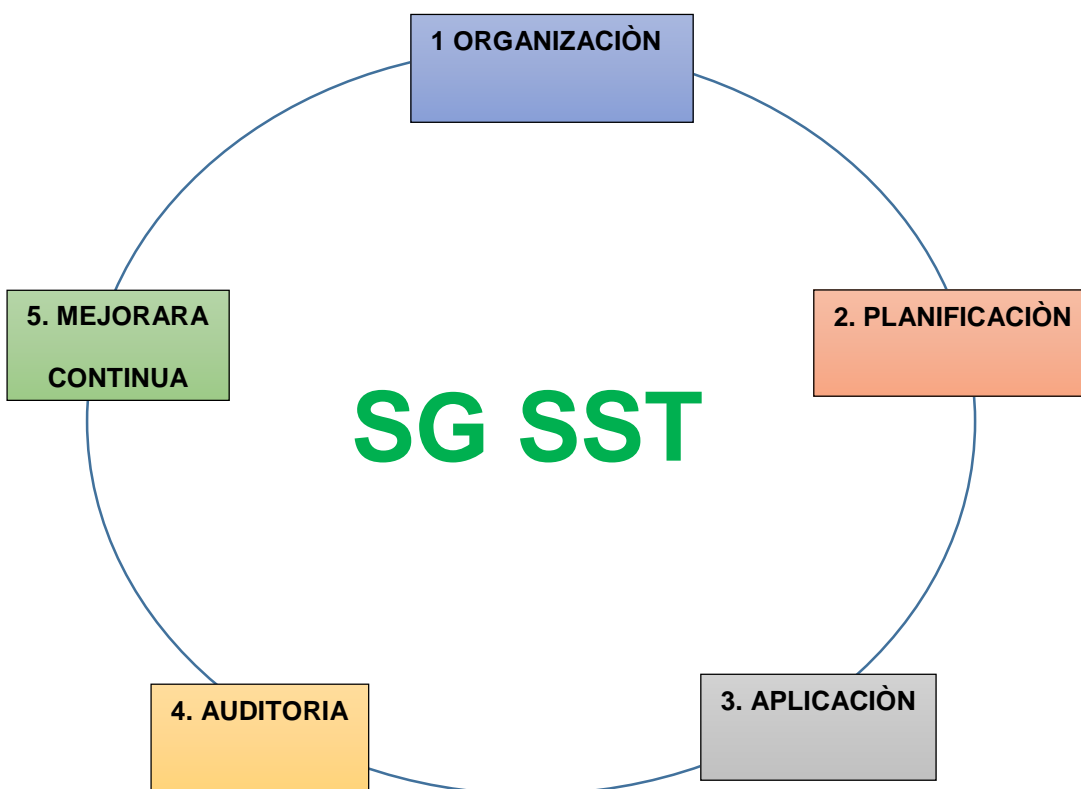 1 ORGANIZACIÒN
5. MEJORARA
CONTINUA
2. PLANIFICACIÒN
SG SST
4. AUDITORIA
3. APLICACIÒN